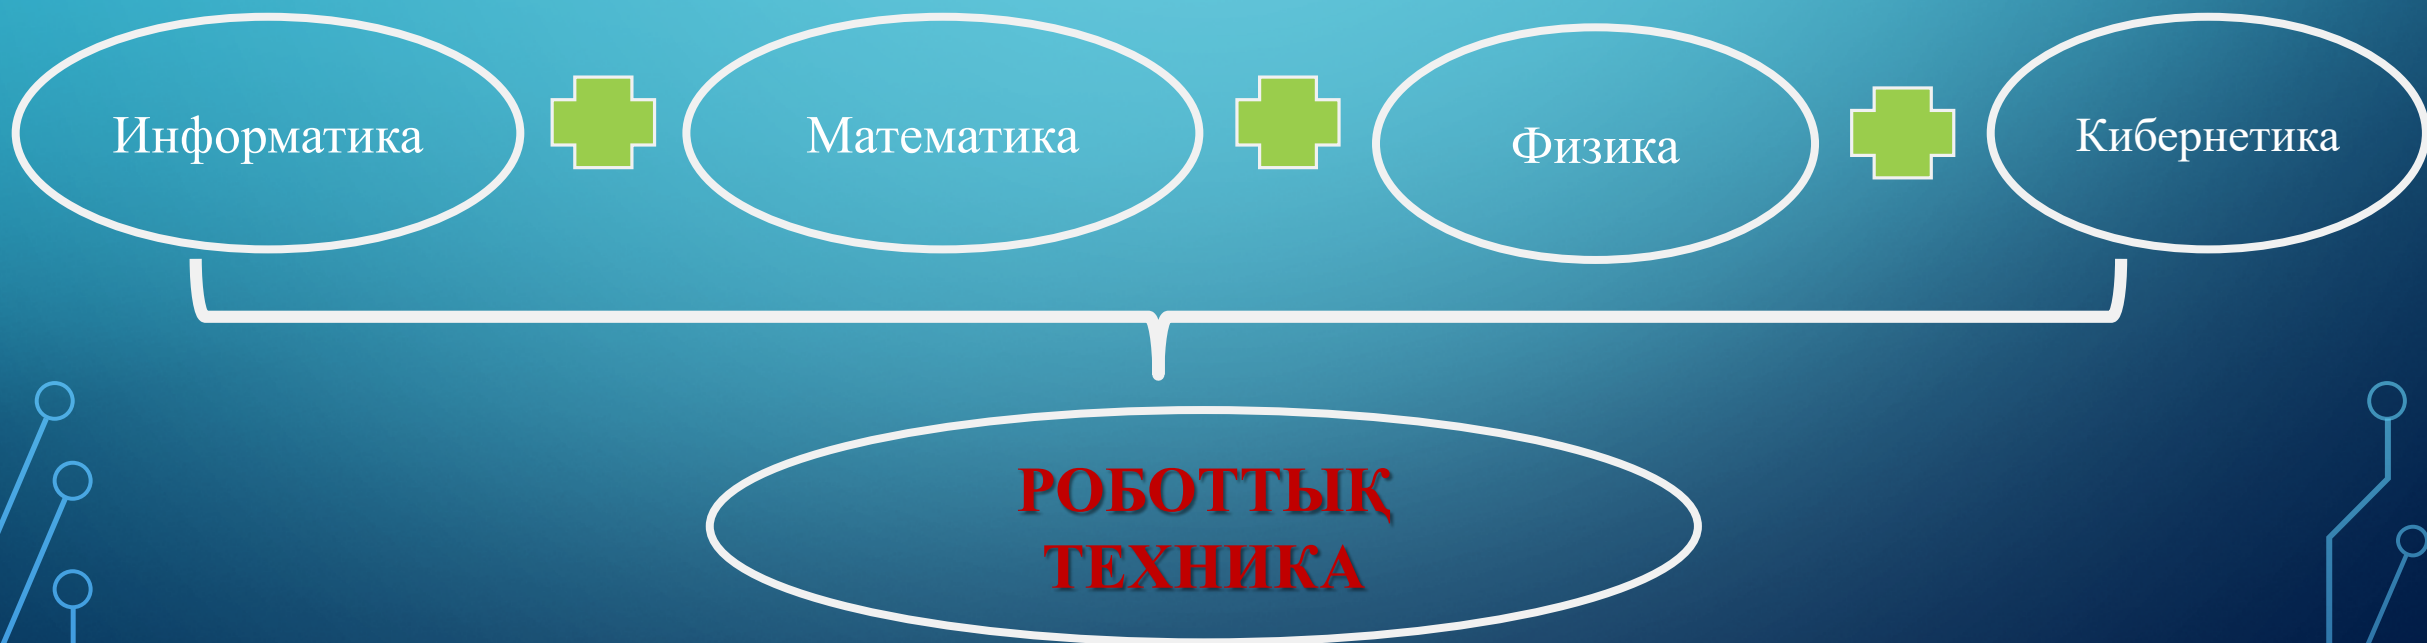 Информатика
Математика
Физика
Кибернетика
РОБОТТЫҚ
ТЕХНИКА